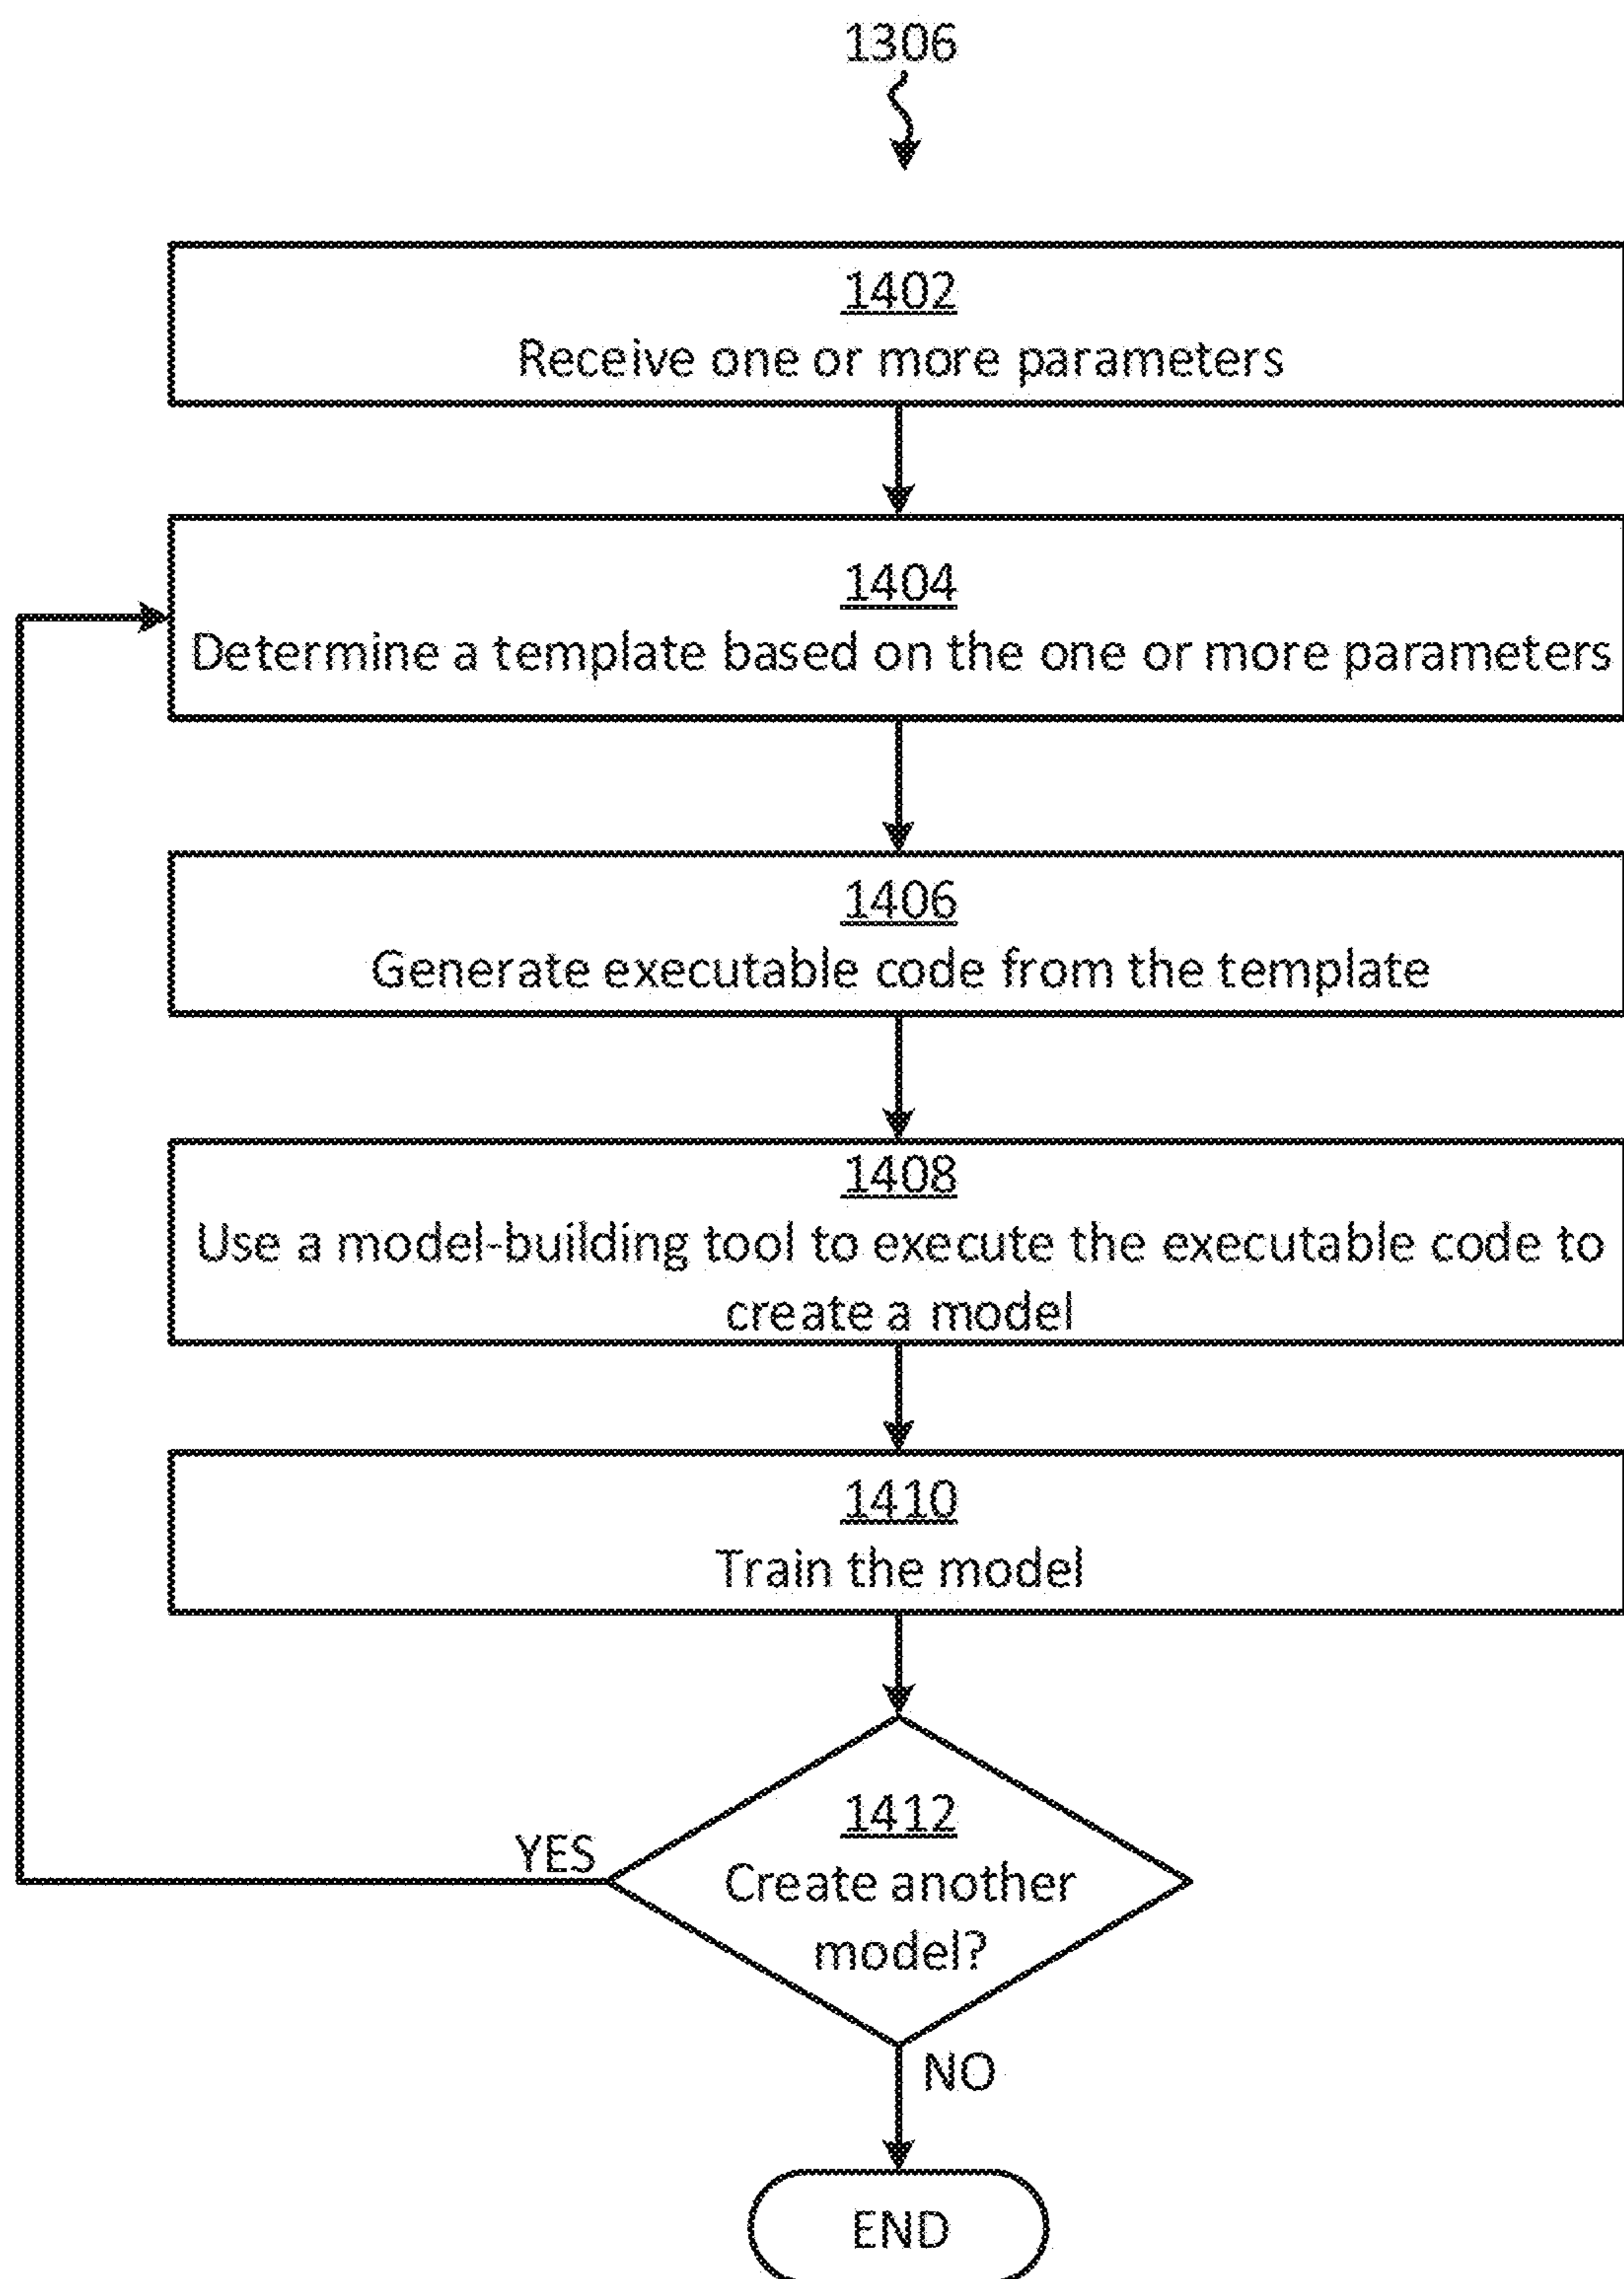 1306
1402
Receive one or more parameters
1404
Determine a template based on the one or more parameters
1406
Generate executable code from the template
1408
Use a model-building tool to execute the executable code to
create a model
1410
Train the model
1412
Create another
model?
YES
NO
END